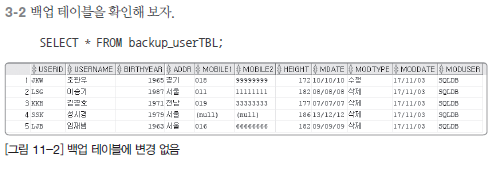 3-2 백업 테이블을 확인해 보자.
SELECT * FROM backup_userTBL;
USERID USERNAME BIRTHYEAR ADDR MOBILE1 MOBILE2 HEIGHT MDATE MODTYPE MODDATE MODUSER
1 JKW 조관우 1965 경기 018 99999999 172 10/10/10 수정 17/11/03 SQLDB
2 LSG 이승기 1987 서울 011 11111111 182 08/08/08 삭제 17/11/03 SQLDB
3 KKH 김경호 1971 전남 019 33333333 177 07/07/07 삭제 17/11/03 SQLDB
4 SSK 성시경 1979 서울 (null) (null) 186 13/12/12 삭제 17/11/03 SQLDB
5 LJB 임재범 1963 서울 016 66666666 182 09/09/09 삭제 17/11/03 SQLDB
[그림 11-2] 백업 테이블에 변경 없음